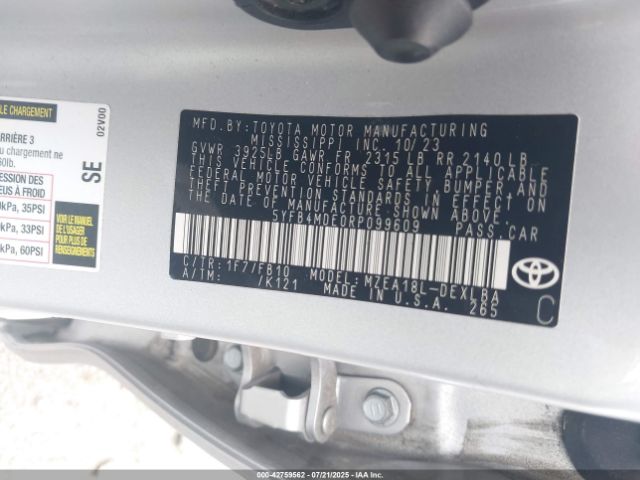 LE CHARGEMENT
RRIÈRE 3
u chargement ne
0lb.
ESSION DES
EUS À FROID
kPa, 35PSI
kPa, 33PSI
kPa, 60PSI
VOIR LE MANUEL
DE L'USAGER
POUR PLUS DE
RENSEIGNEMENTS
SE
02V00
MFD.BY:TOYOTA MOTOR MANUFACTURING
MISSISSIPPI INC. 10/23
GVWR 3925LB GAWR FR 2315 LB RR 2140 LB
THIS VEHICLE CONFORMS TO ALL APPLICABLE
FEDERAL MOTOR VEHICLE SAFETY, BUMPER, AND
THEFT PREVENTION STANDARDS IN EFFECT ON
THE DATE OF MANUFACTURE SHOWN ABOVE.
5YFB4MDE0RP099609 PASS.CAR
C/TR: 1F7/FB10 MODEL: MZEA18L-DEXLBA
A/TM: /K121 MADE IN U.S.A. 265
TOYOTA
C
000-42759562 07/21/2025 IAAI.COM